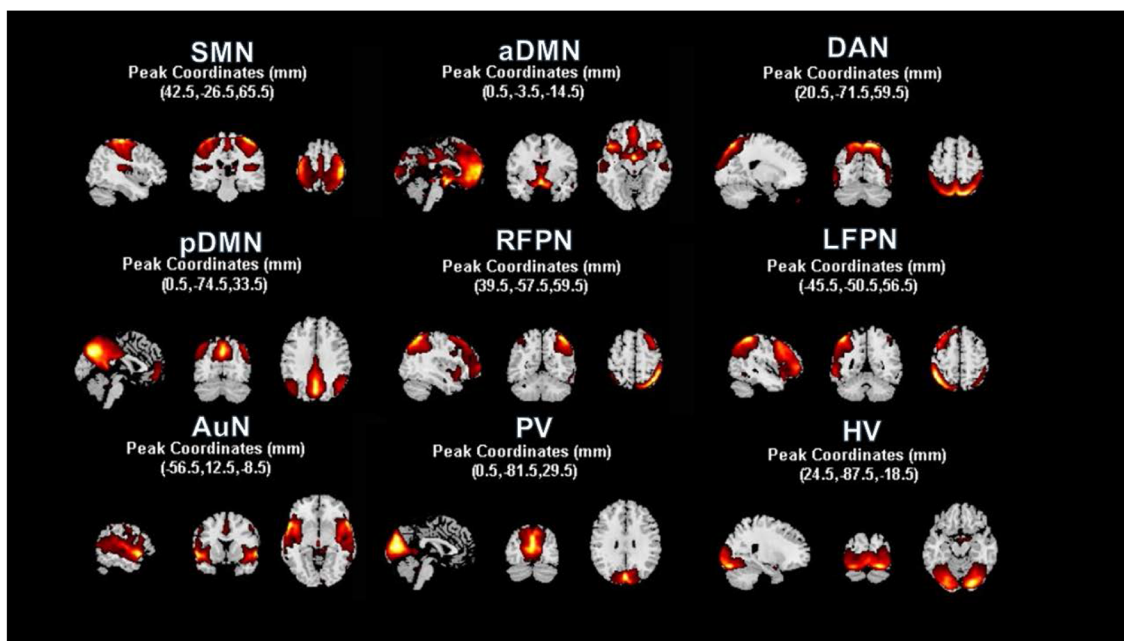 SMN
Peak Coordinates (mm)
(42.5,-26.5,65.5)
aDMN
Peak Coordinates (mm)
(0.5,-3.5,-14.5)
DAN
Peak Coordinates (mm)
(20.5,-71.5,59.5)
pDMN
Peak Coordinates (mm)
(0.5,-74.5,33.5)
RFPN
Peak Coordinates (mm)
(39.5,-57.5,59.5)
LFPN
Peak Coordinates (mm)
(-45.5,-50.5,56.5)
AuN
Peak Coordinates (mm)
(-56.5,12.5,-8.5)
PV
Peak Coordinates (mm)
(0.5,-81.5,29.5)
HV
Peak Coordinates (mm)
(24.5,-87.5,-18.5)